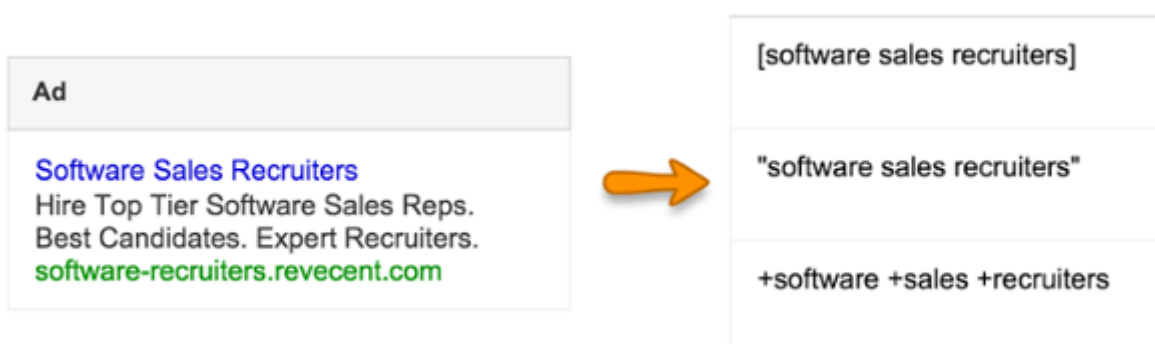 Ad
Software Sales Recruiters
Hire Top Tier Software Sales Reps.
Best Candidates. Expert Recruiters.
software-recruiters.revecent.com
[software sales recruiters]
"software sales recruiters"
+software +sales +recruiters